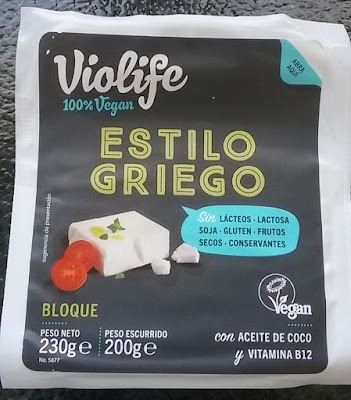 Violife
100% Vegan
ABRA
AQUÍ
ESTILO
GRIEGO
Sin LÁCTEOS · LACTOSA
SOJA · GLUTEN · FRUTOS
SECOS · CONSERVANTES
sugerencia de presentación
BLOQUE
PESO NETO
230g e
No. 5877
PESO ESCURRIDO
200g e
Vegan
con ACEITE DE COCO
y VITAMINA B12